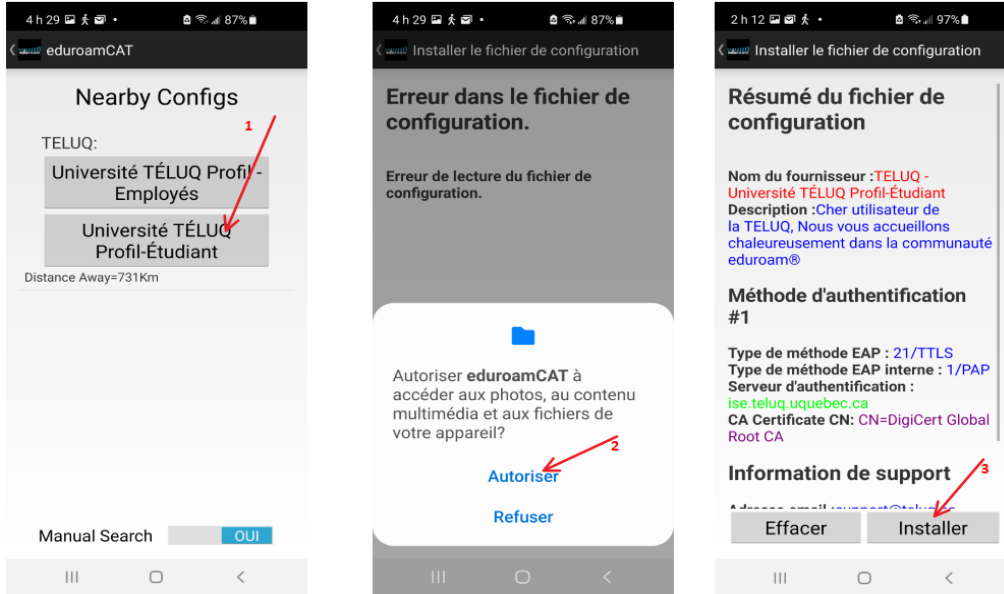 4 h 29
87%
eduroamCAT
Nearby Configs
1
TELUQ:
Université TÉLUQ Profil -
Employés
Université TÉLUQ
Profil-Étudiant
Distance Away=731Km
Manual Search
OUI
4 h 29
87%
Installer le fichier de configuration
Erreur dans le fichier de
configuration.
Erreur de lecture du fichier de
configuration.
Autoriser eduroamCAT à
accéder aux photos, au contenu
multimédia et aux fichiers de
votre appareil?
2
Autoriser
Refuser
2 h 12
97%
Installer le fichier de configuration
Résumé du fichier de
configuration
Nom du fournisseur :TELUQ -
Université TÉLUQ Profil-Étudiant
Description :Cher utilisateur de
la TELUQ, Nous vous accueillons
chaleureusement dans la communauté
eduroam®
Méthode d'authentification
#1
Type de méthode EAP : 21/TTLS
Type de méthode EAP interne : 1/PAP
Serveur d'authentification :
ise.teluq.uquebec.ca
CA Certificate CN: CN=DigiCert Global
Root CA
Information de support
3
Effacer
Installer